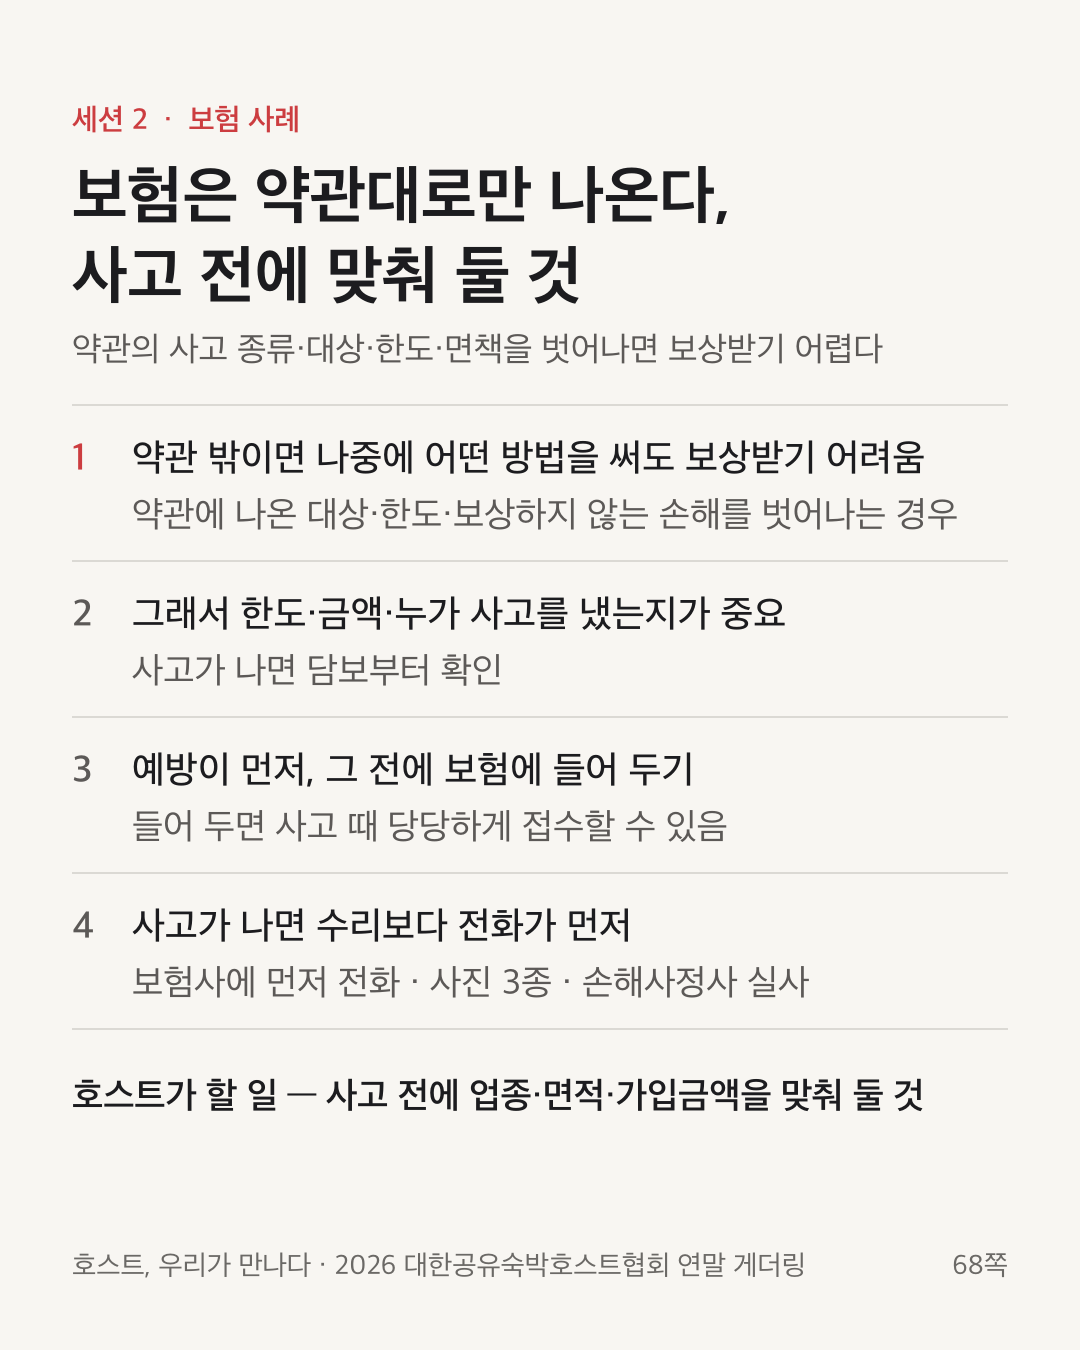 세션 2 · 보험 사례
보험은 약관대로만 나온다,
사고 전에 맞춰 둘 것
약관의 사고 종류·대상·한도·면책을 벗어나면 보상받기 어렵다
1 약관 밖이면 나중에 어떤 방법을 써도 보상받기 어려움
약관에 나온 대상·한도·보상하지 않는 손해를 벗어나는 경우
2 그래서 한도·금액·누가 사고를 냈는지가 중요
사고가 나면 담보부터 확인
3 예방이 먼저, 그 전에 보험에 들어 두기
들어 두면 사고 때 당당하게 접수할 수 있음
4 사고가 나면 수리보다 전화가 먼저
보험사에 먼저 전화 · 사진 3종 · 손해사정사 실사
호스트가 할 일 — 사고 전에 업종·면적·가입금액을 맞춰 둘 것
호스트, 우리가 만나다 · 2026 대한공유숙박호스트협회 연말 게더링 68쪽